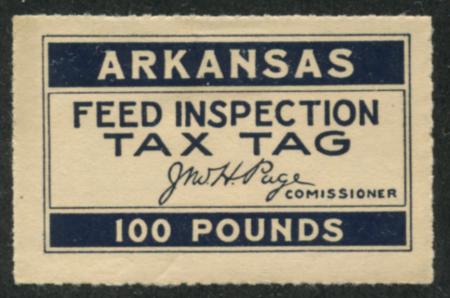 ARKANSAS
FEED INSPECTION
TAX TAG
Jno. H. Page
COMISSIONER
100 POUNDS